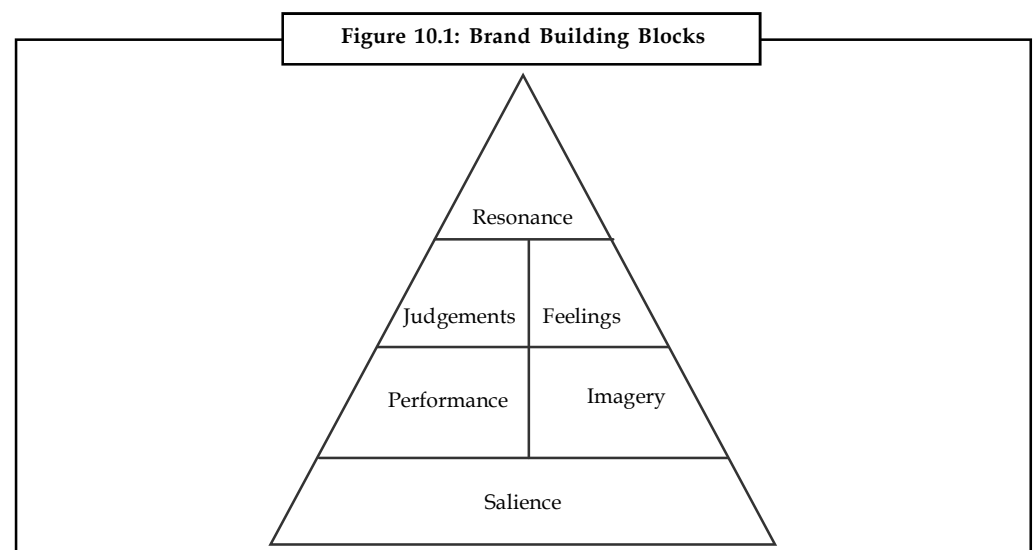 Figure 10.1: Brand Building Blocks
Resonance
Judgements Feelings
Performance Imagery
Salience